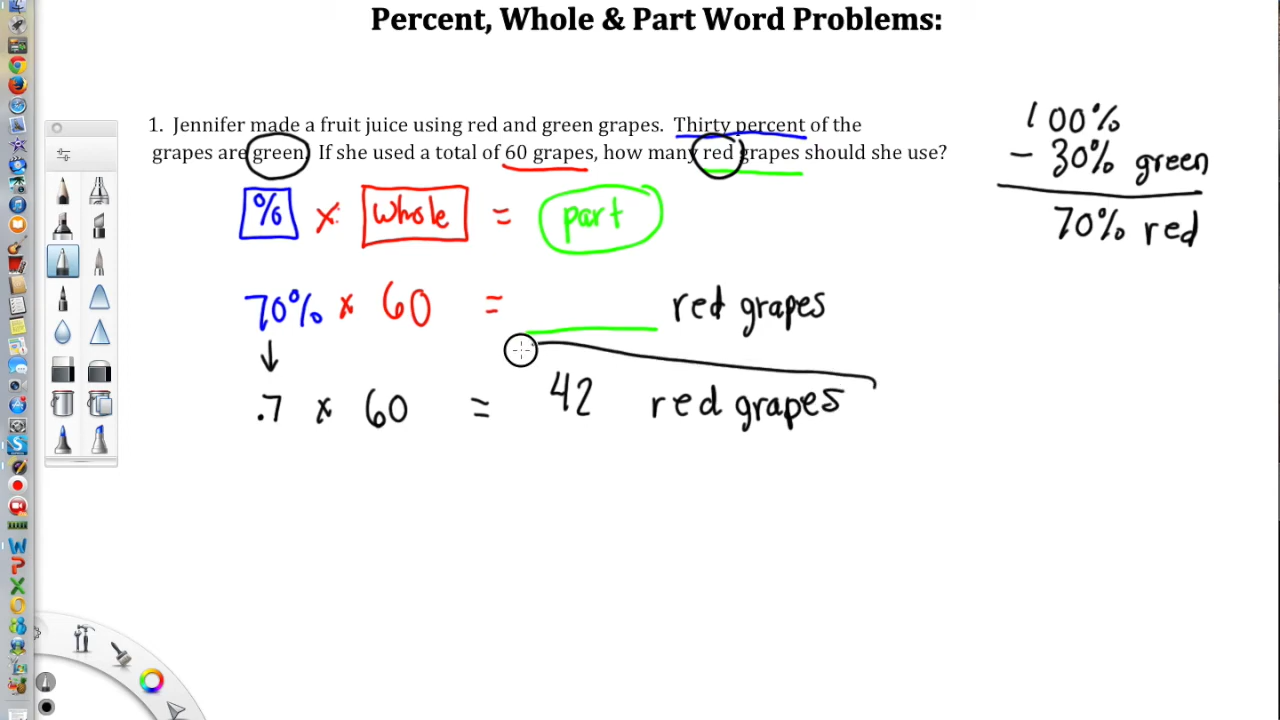 Percent, Whole & Part Word Problems:
1. Jennifer made a fruit juice using red and green grapes. Thirty percent of the
grapes are green. If she used a total of 60 grapes, how many red grapes should she use?
100%
- 30% green
70% red
% x whole = part
70% x 60 = ____ red grapes
.7 x 60 = 42 red grapes